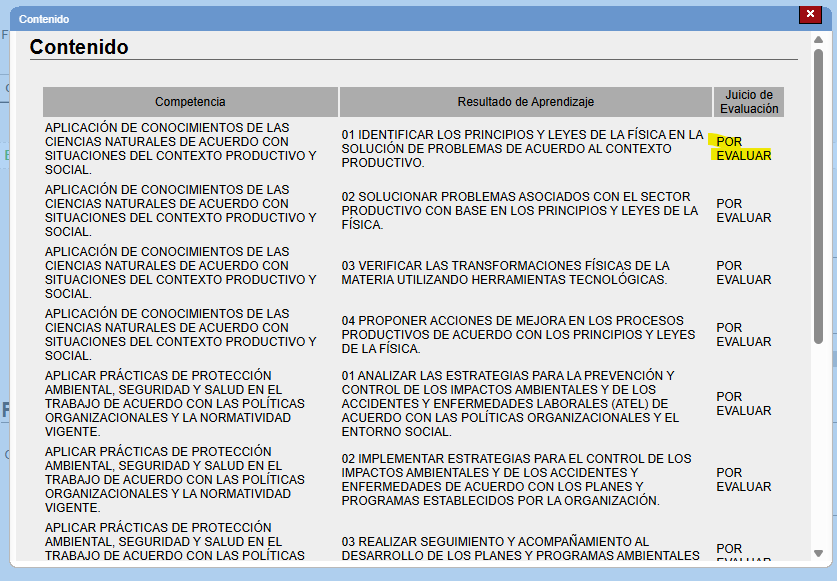 Contenido
Contenido
Competencia
Resultado de Aprendizaje
Juicio de
Evaluación
APLICACIÓN DE CONOCIMIENTOS DE LAS
CIENCIAS NATURALES DE ACUERDO CON
SITUACIONES DEL CONTEXTO PRODUCTIVO Y
SOCIAL.
01 IDENTIFICAR LOS PRINCIPIOS Y LEYES DE LA FÍSICA EN LA
SOLUCIÓN DE PROBLEMAS DE ACUERDO AL CONTEXTO
PRODUCTIVO.
POR
EVALUAR
APLICACIÓN DE CONOCIMIENTOS DE LAS
CIENCIAS NATURALES DE ACUERDO CON
SITUACIONES DEL CONTEXTO PRODUCTIVO Y
SOCIAL.
02 SOLUCIONAR PROBLEMAS ASOCIADOS CON EL SECTOR
PRODUCTIVO CON BASE EN LOS PRINCIPIOS Y LEYES DE LA
FÍSICA.
POR
EVALUAR
APLICACIÓN DE CONOCIMIENTOS DE LAS
CIENCIAS NATURALES DE ACUERDO CON
SITUACIONES DEL CONTEXTO PRODUCTIVO Y
SOCIAL.
03 VERIFICAR LAS TRANSFORMACIONES FÍSICAS DE LA
MATERIA UTILIZANDO HERRAMIENTAS TECNOLÓGICAS.
POR
EVALUAR
APLICACIÓN DE CONOCIMIENTOS DE LAS
CIENCIAS NATURALES DE ACUERDO CON
SITUACIONES DEL CONTEXTO PRODUCTIVO Y
SOCIAL.
04 PROPONER ACCIONES DE MEJORA EN LOS PROCESOS
PRODUCTIVOS DE ACUERDO CON LOS PRINCIPIOS Y LEYES
DE LA FÍSICA.
POR
EVALUAR
APLICAR PRÁCTICAS DE PROTECCIÓN
AMBIENTAL, SEGURIDAD Y SALUD EN EL
TRABAJO DE ACUERDO CON LAS POLÍTICAS
ORGANIZACIONALES Y LA NORMATIVIDAD
VIGENTE.
01 ANALIZAR LAS ESTRATEGIAS PARA LA PREVENCIÓN Y
CONTROL DE LOS IMPACTOS AMBIENTALES Y DE LOS
ACCIDENTES Y ENFERMEDADES LABORALES (ATEL) DE
ACUERDO CON LAS POLÍTICAS ORGANIZACIONALES Y EL
ENTORNO SOCIAL.
POR
EVALUAR
APLICAR PRÁCTICAS DE PROTECCIÓN
AMBIENTAL, SEGURIDAD Y SALUD EN EL
TRABAJO DE ACUERDO CON LAS POLÍTICAS
ORGANIZACIONALES Y LA NORMATIVIDAD
VIGENTE.
02 IMPLEMENTAR ESTRATEGIAS PARA EL CONTROL DE LOS
IMPACTOS AMBIENTALES Y DE LOS ACCIDENTES Y
ENFERMEDADES DE ACUERDO CON LOS PLANES Y
PROGRAMAS ESTABLECIDOS POR LA ORGANIZACIÓN.
POR
EVALUAR
APLICAR PRÁCTICAS DE PROTECCIÓN
AMBIENTAL, SEGURIDAD Y SALUD EN EL
TRABAJO DE ACUERDO CON LAS POLÍTICAS
03 REALIZAR SEGUIMIENTO Y ACOMPAÑAMIENTO AL
DESARROLLO DE LOS PLANES Y PROGRAMAS AMBIENTALES
POR
EVALUAR